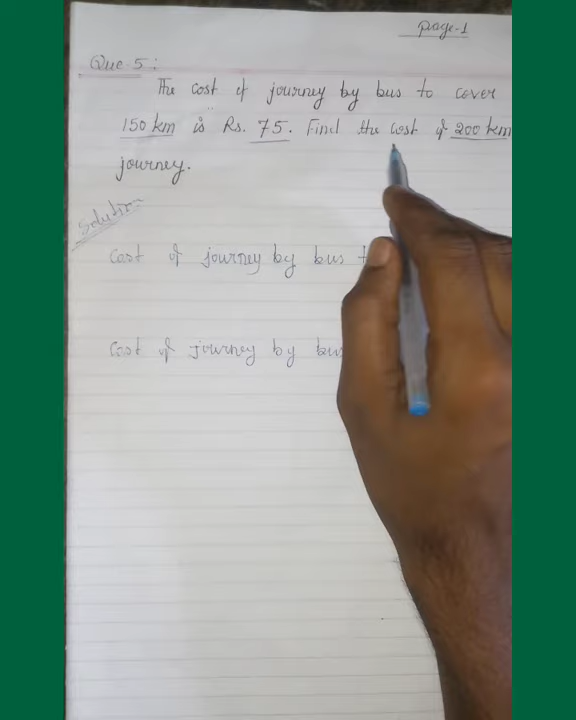 page-1
Que 5:
The cost of journey by bus to cover
150 km is Rs. 75. Find the cost of 200 km
journey.
Solution
Cost of journey by bus
Cost of journey by bus